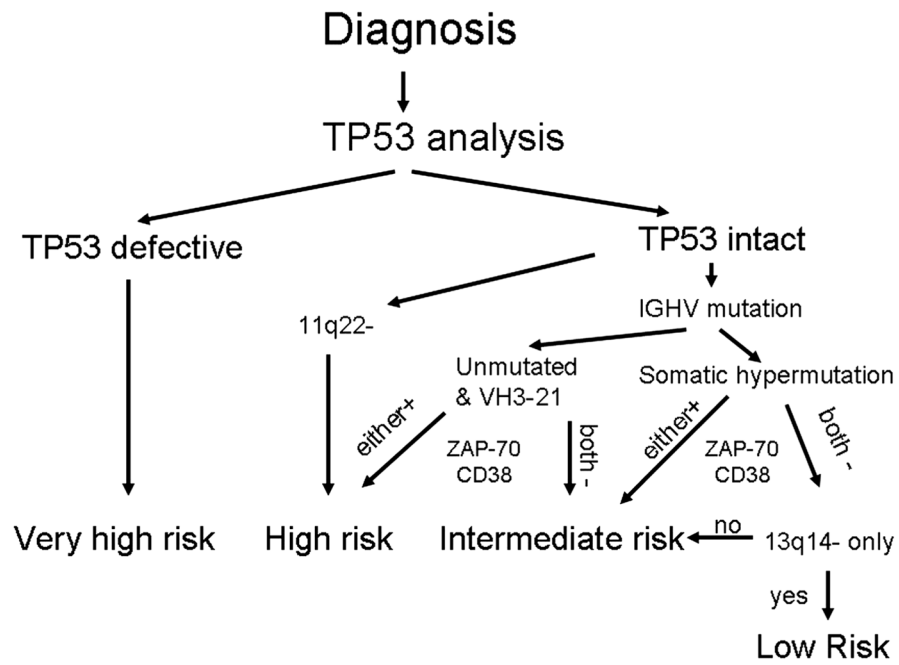 Diagnosis
TP53 analysis
TP53 defective
TP53 intact
11q22-
IGHV mutation
Unmutated
& VH3-21
Somatic hypermutation
either+
ZAP-70
CD38
both -
either+
ZAP-70
CD38
both -
Very high risk
High risk
Intermediate risk
no
13q14- only
yes
Low Risk